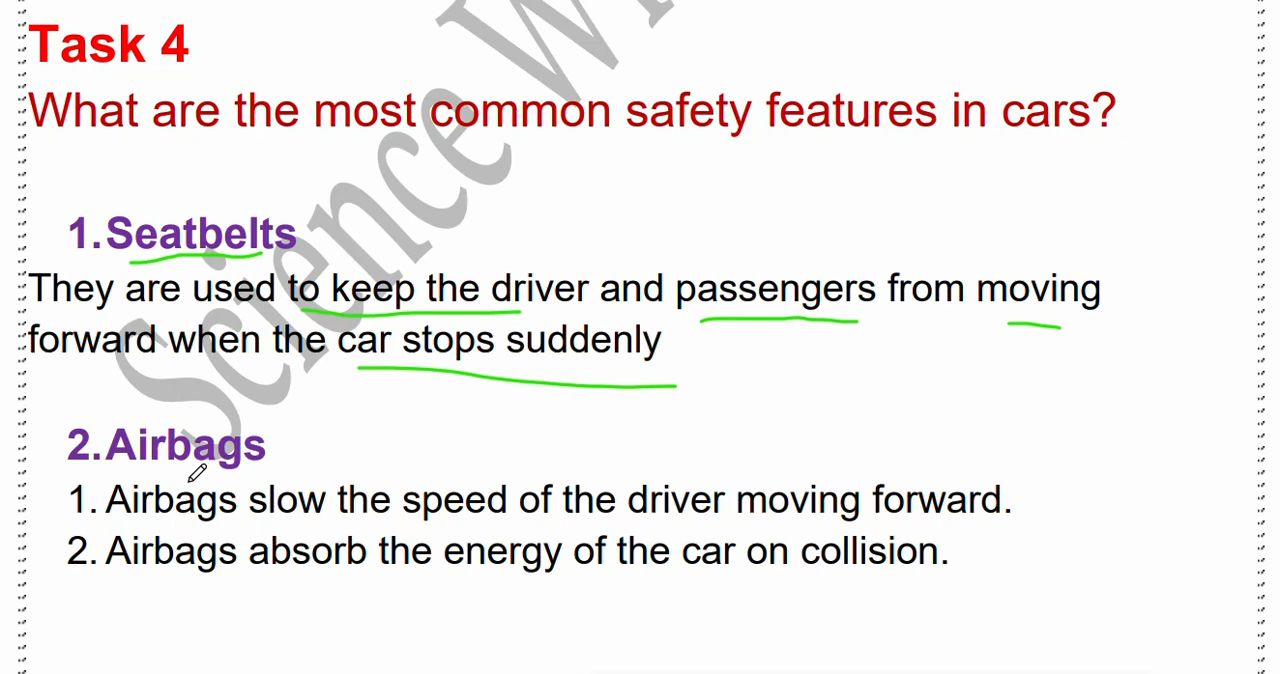 Task 4
What are the most common safety features in cars?
1. Seatbelts
They are used to keep the driver and passengers from moving
forward when the car stops suddenly
2. Airbags
1. Airbags slow the speed of the driver moving forward.
2. Airbags absorb the energy of the car on collision.
Science